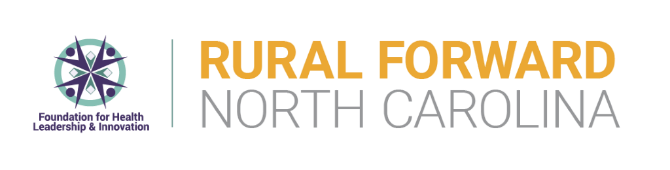 Foundation for Health
Leadership & Innovation
RURAL FORWARD
NORTH CAROLINA